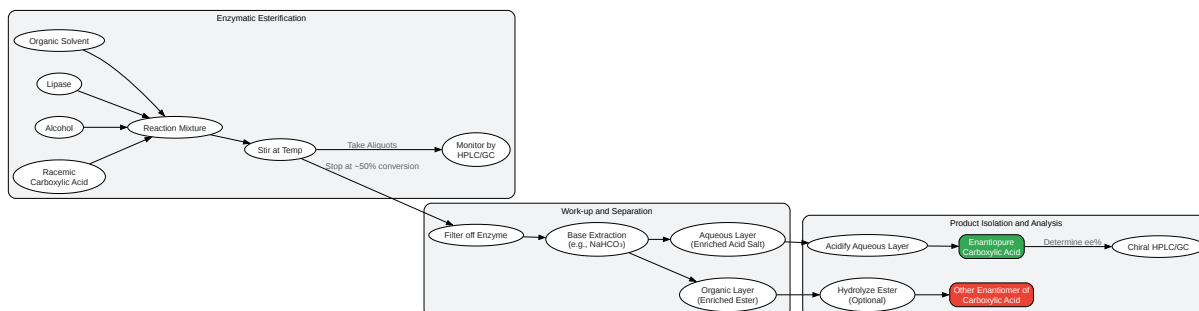 Enzymatic Esterification
Organic Solvent
Lipase
Alcohol
Racemic
Carboxylic Acid
Reaction Mixture
Stir at Temp
Take Aliquots
Monitor by
HPLC/GC
Stop at ~50% conversion
Work-up and Separation
Filter off Enzyme
Base Extraction
(e.g., NaHCO₃)
Aqueous Layer
(Enriched Acid Salt)
Organic Layer
(Enriched Ester)
Product Isolation and Analysis
Acidify Aqueous Layer
Enantiopure
Carboxylic Acid
Determine ee%
Chiral HPLC/GC
Hydrolyze Ester
(Optional)
Other Enantiomer of
Carboxylic Acid